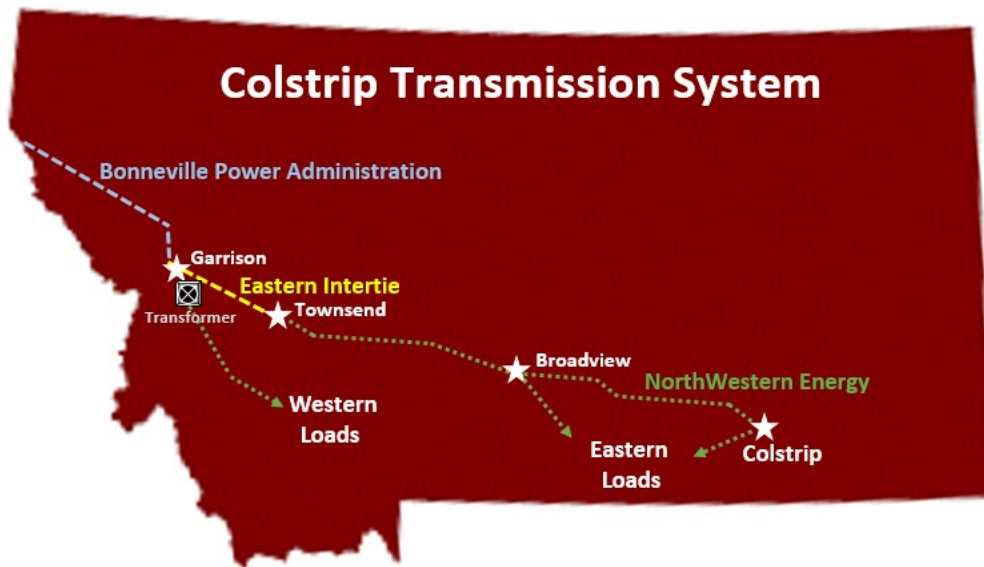 Colstrip Transmission System
Bonneville Power Administration
Garrison
Eastern Intertie
Transformer
Townsend
Broadview
NorthWestern Energy
Western
Loads
Eastern
Loads
Colstrip